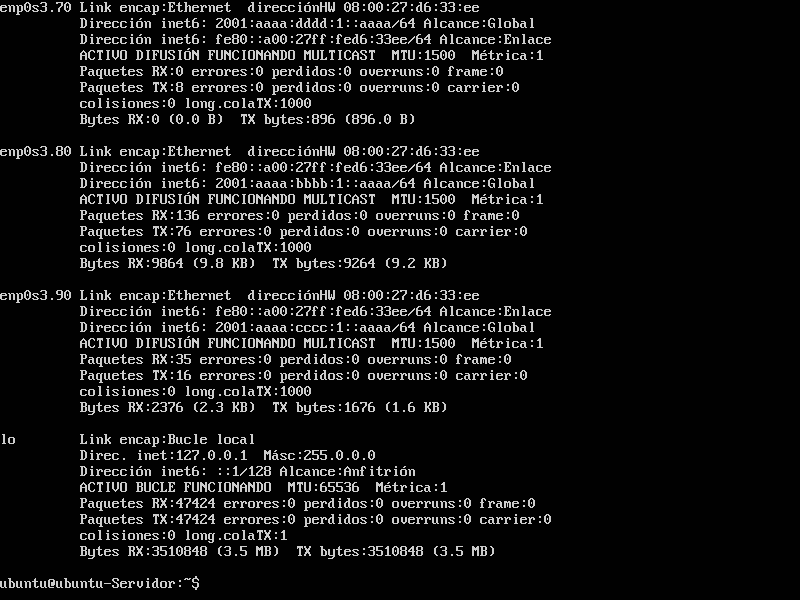 enp0s3.70 Link encap:Ethernet  direcciónHW 08:00:27:d6:33:ee
Dirección inet6: 2001:aaaa:dddd:1::aaaa/64 Alcance:Global
Dirección inet6: fe80::a00:27ff:fed6:33ee/64 Alcance:Enlace
ACTIVO DIFUSIÓN FUNCIONANDO MULTICAST  MTU:1500  Métrica:1
Paquetes RX:0 errores:0 perdidos:0 overruns:0 frame:0
Paquetes TX:8 errores:0 perdidos:0 overruns:0 carrier:0
colisiones:0 long.colaTX:1000
Bytes RX:0 (0.0 B)  TX bytes:896 (896.0 B)
enp0s3.80 Link encap:Ethernet  direcciónHW 08:00:27:d6:33:ee
Dirección inet6: fe80::a00:27ff:fed6:33ee/64 Alcance:Enlace
Dirección inet6: 2001:aaaa:bbbb:1::aaaa/64 Alcance:Global
ACTIVO DIFUSIÓN FUNCIONANDO MULTICAST  MTU:1500  Métrica:1
Paquetes RX:136 errores:0 perdidos:0 overruns:0 frame:0
Paquetes TX:76 errores:0 perdidos:0 overruns:0 carrier:0
colisiones:0 long.colaTX:1000
Bytes RX:9864 (9.8 KB)  TX bytes:9264 (9.2 KB)
enp0s3.90 Link encap:Ethernet  direcciónHW 08:00:27:d6:33:ee
Dirección inet6: fe80::a00:27ff:fed6:33ee/64 Alcance:Enlace
Dirección inet6: 2001:aaaa:cccc:1::aaaa/64 Alcance:Global
ACTIVO DIFUSIÓN FUNCIONANDO MULTICAST  MTU:1500  Métrica:1
Paquetes RX:35 errores:0 perdidos:0 overruns:0 frame:0
Paquetes TX:16 errores:0 perdidos:0 overruns:0 carrier:0
colisiones:0 long.colaTX:1000
Bytes RX:2376 (2.3 KB)  TX bytes:1676 (1.6 KB)
lo        Link encap:Bucle local
Direc. inet:127.0.0.1  Másc:255.0.0.0
Dirección inet6: ::1/128 Alcance:Anfitrión
ACTIVO BUCLE FUNCIONANDO  MTU:65536  Métrica:1
Paquetes RX:47424 errores:0 perdidos:0 overruns:0 frame:0
Paquetes TX:47424 errores:0 perdidos:0 overruns:0 carrier:0
colisiones:0 long.colaTX:1
Bytes RX:3510848 (3.5 MB)  TX bytes:3510848 (3.5 MB)
ubuntu@ubuntu-Servidor:~$